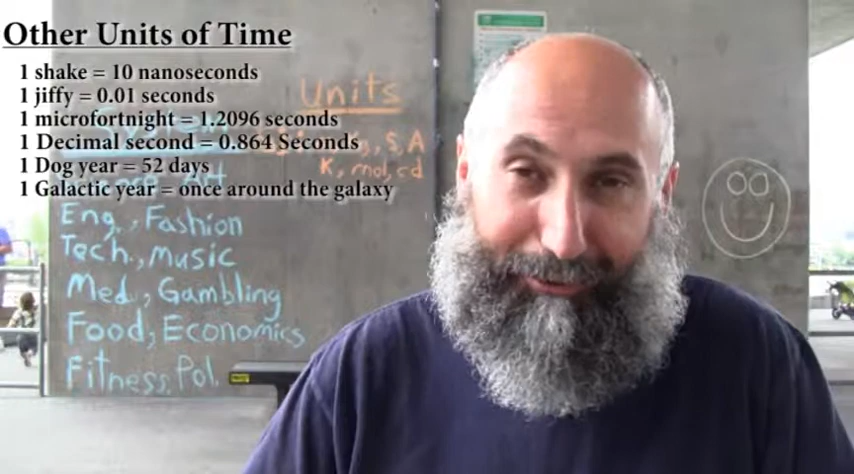 Other Units of Time
1 shake = 10 nanoseconds
1 jiffy = 0.01 seconds
1 microfortnight = 1.2096 seconds
1 Decimal second = 0.864 Seconds
1 Dog year = 52 days
1 Galactic year = once around the galaxy
Units
, S, A
K, mol, cd
Eng., Fashion
Tech., music
Med., Gambling
Food, Economics
Fitness, Pol.